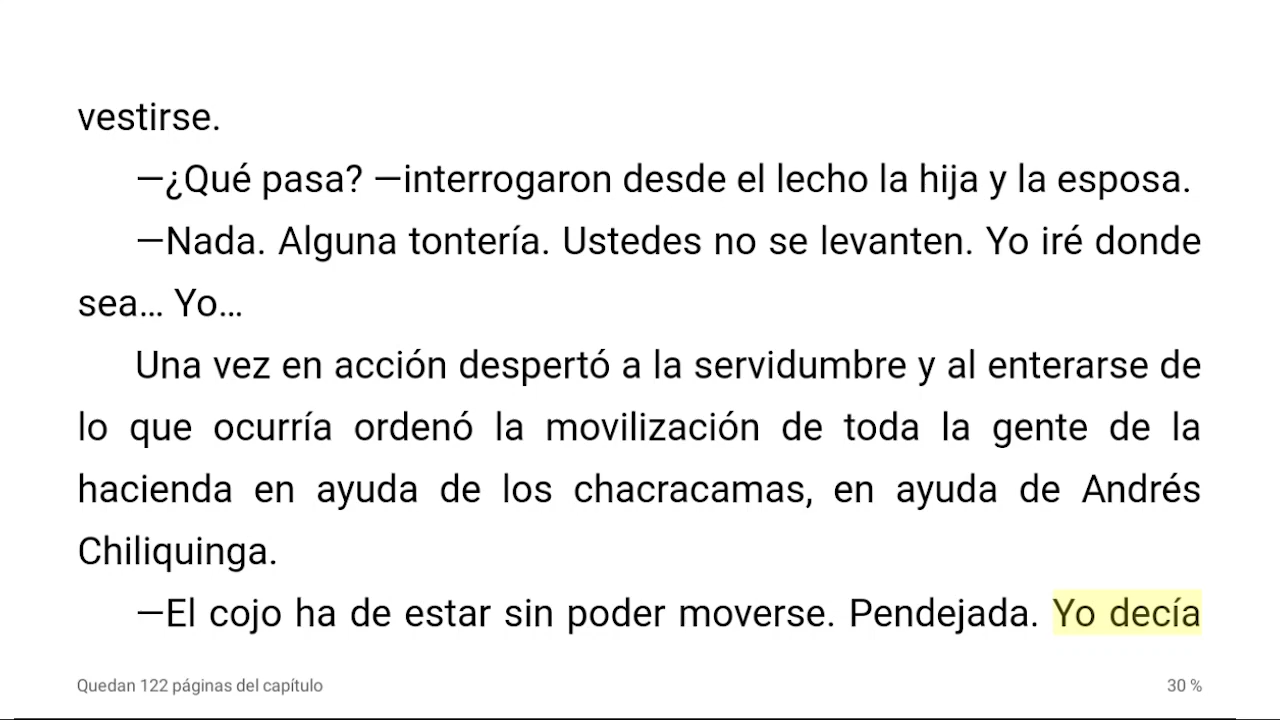 vestirse.
—¿Qué pasa? —interrogaron desde el lecho la hija y la esposa.
—Nada. Alguna tontería. Ustedes no se levanten. Yo iré donde
sea... Yo...
Una vez en acción despertó a la servidumbre y al enterarse de
lo que ocurría ordenó la movilización de toda la gente de la
hacienda en ayuda de los chacracamas, en ayuda de Andrés
Chiliquinga.
—El cojo ha de estar sin poder moverse. Pendejada. Yo decía
Quedan 122 páginas del capítulo
30 %